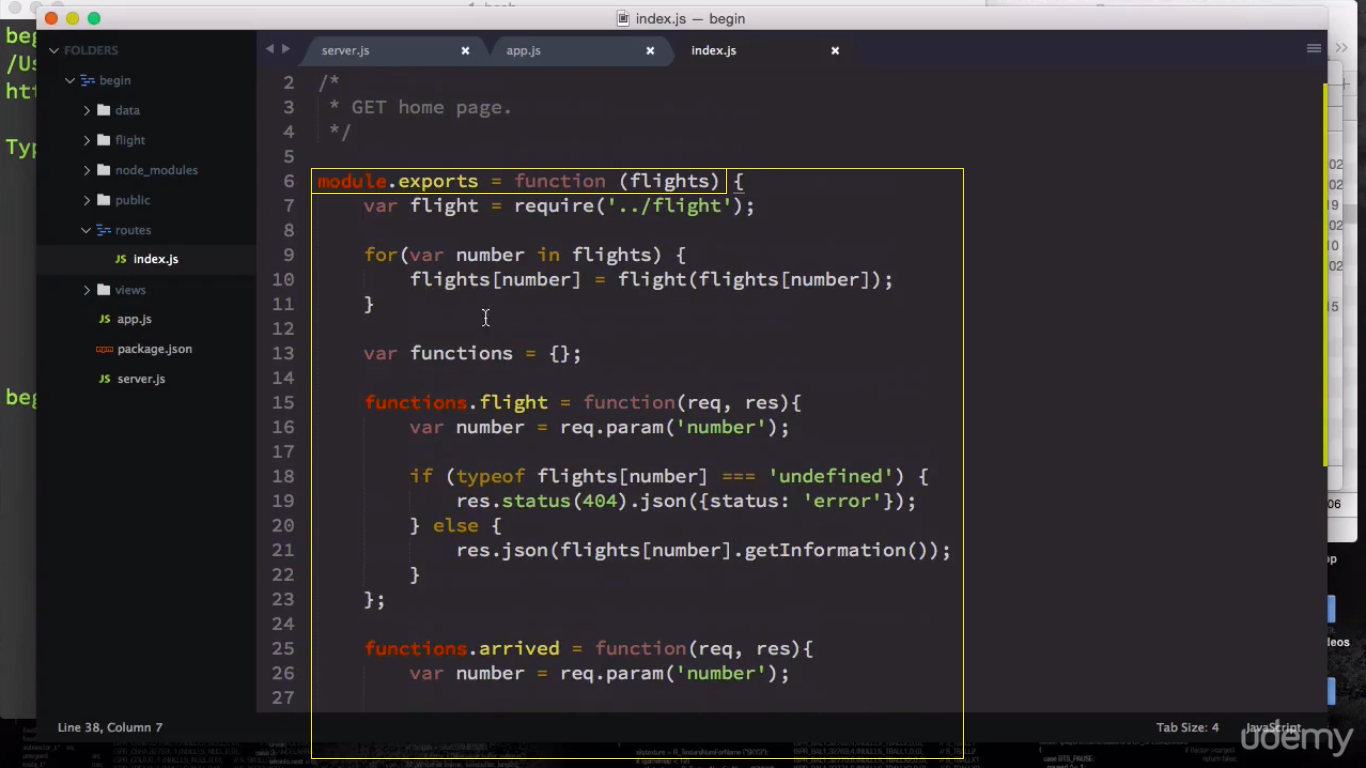 index.js — begin
beg
/Us
htt
Typ
beg
FOLDERS
begin
data
flight
node_modules
public
routes
index.js
views
app.js
package.json
server.js
server.js
app.js
index.js
2 /*
3 * GET home page.
4 */
5
6 module.exports = function (flights) {
7 var flight = require('../flight');
8
9 for(var number in flights) {
10 flights[number] = flight(flights[number]);
11 }
12
13 var functions = {};
14
15 functions.flight = function(req, res){
16 var number = req.param('number');
17
18 if (typeof flights[number] === 'undefined') {
19 res.status(404).json({status: 'error'});
20 } else {
21 res.json(flights[number].getInformation());
22 }
23 };
24
25 functions.arrived = function(req, res){
26 var number = req.param('number');
27
Line 38, Column 7
Tab Size: 4
JavaScript
udemy